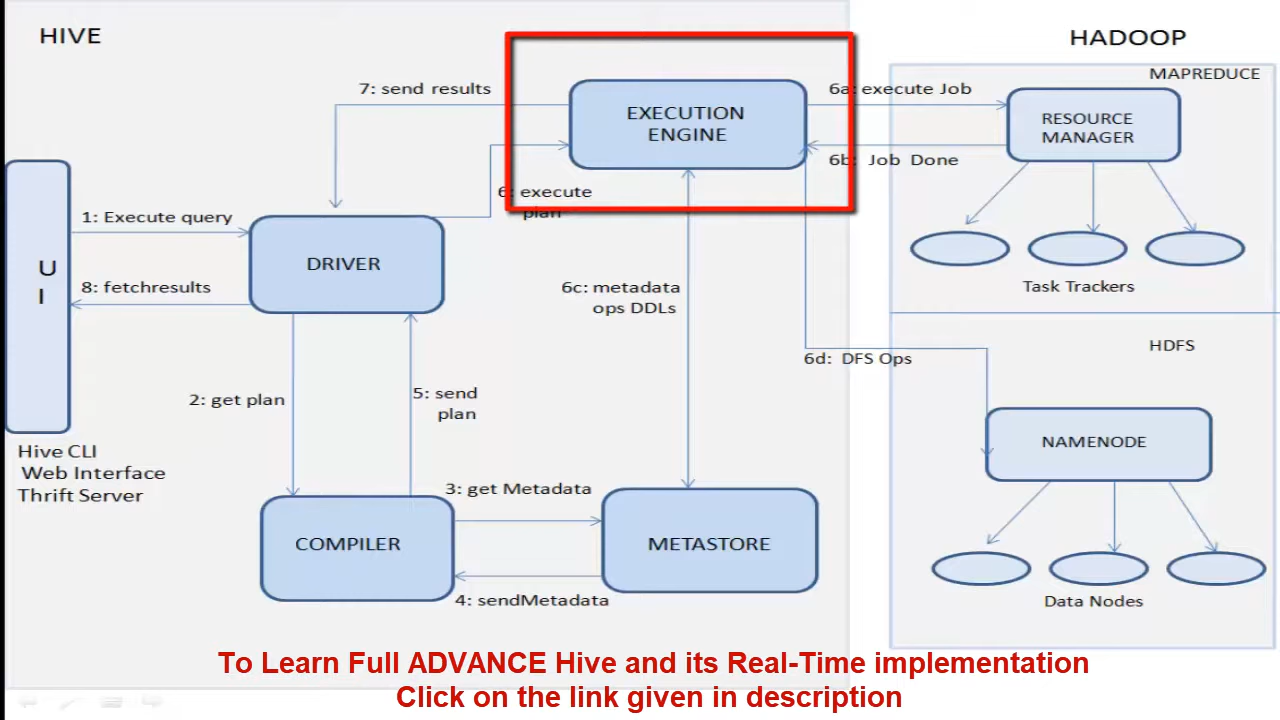 HIVE
HADOOP
MAPREDUCE
7: send results
EXECUTION
ENGINE
6a: execute Job
RESOURCE
MANAGER
6b: Job Done
6: execute
plan
1: Execute query
DRIVER
U
I
8: fetchresults
6c: metadata
ops DDLs
Task Trackers
HDFS
6d: DFS Ops
2: get plan
5: send
plan
NAMENODE
Hive CLI
Web Interface
Thrift Server
3: get Metadata
COMPILER
METASTORE
4: sendMetadata
Data Nodes
To Learn Full ADVANCE Hive and its Real-Time implementation
Click on the link given in description